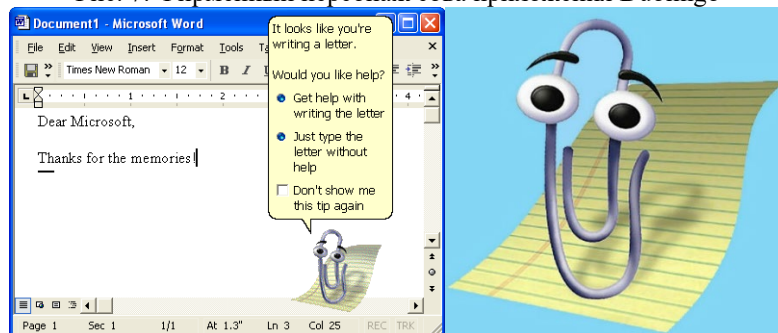 Document1 - Microsoft Word
File Edit View Insert Format Tools
Times New Roman 12 B I
1 2 4
Dear Microsoft,
Thanks for the memories!
It looks like you're
writing a letter.
Would you like help?
Get help with
writing the letter
Just type the
letter without
help
Don't show me
this tip again
Page 1 Sec 1 1/1 At 1.3" Ln 3 Col 25 REC TRK